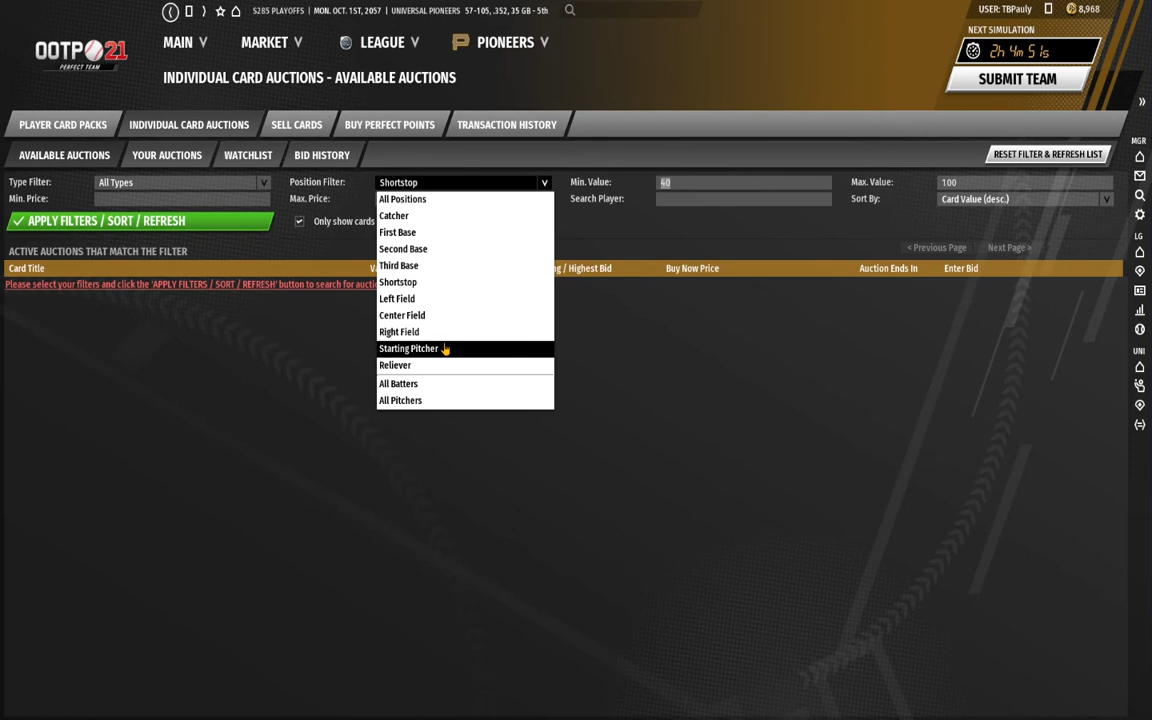 S285 PLAYOFFS | MON. OCT. 1ST, 2057 | UNIVERSAL PIONEERS 57-105, .352, 35 GB - 5th
USER: TBPauly 8,968
OOTP 21
PERFECT TEAM
MAIN MARKET LEAGUE P PIONEERS
NEXT SIMULATION
2h 4m 51s
SUBMIT TEAM
INDIVIDUAL CARD AUCTIONS - AVAILABLE AUCTIONS
PLAYER CARD PACKS INDIVIDUAL CARD AUCTIONS SELL CARDS BUY PERFECT POINTS TRANSACTION HISTORY
AVAILABLE AUCTIONS YOUR AUCTIONS WATCHLIST BID HISTORY RESET FILTER & REFRESH LIST
Type Filter: All Types Position Filter: Shortstop Min. Value: 40 Max. Value: 100
Min. Price: Max. Price: Search Player: Sort By: Card Value (desc.)
APPLY FILTERS / SORT / REFRESH Only show cards
ACTIVE AUCTIONS THAT MATCH THE FILTER < Previous Page Next Page >
Card Title / Highest Bid Buy Now Price Auction Ends In Enter Bid
Please select your filters and click the 'APPLY FILTERS / SORT / REFRESH' button to search for
All Positions
Catcher
First Base
Second Base
Third Base
Shortstop
Left Field
Center Field
Right Field
Starting Pitcher
Reliever
All Batters
All Pitchers
MGR
LG
UNI